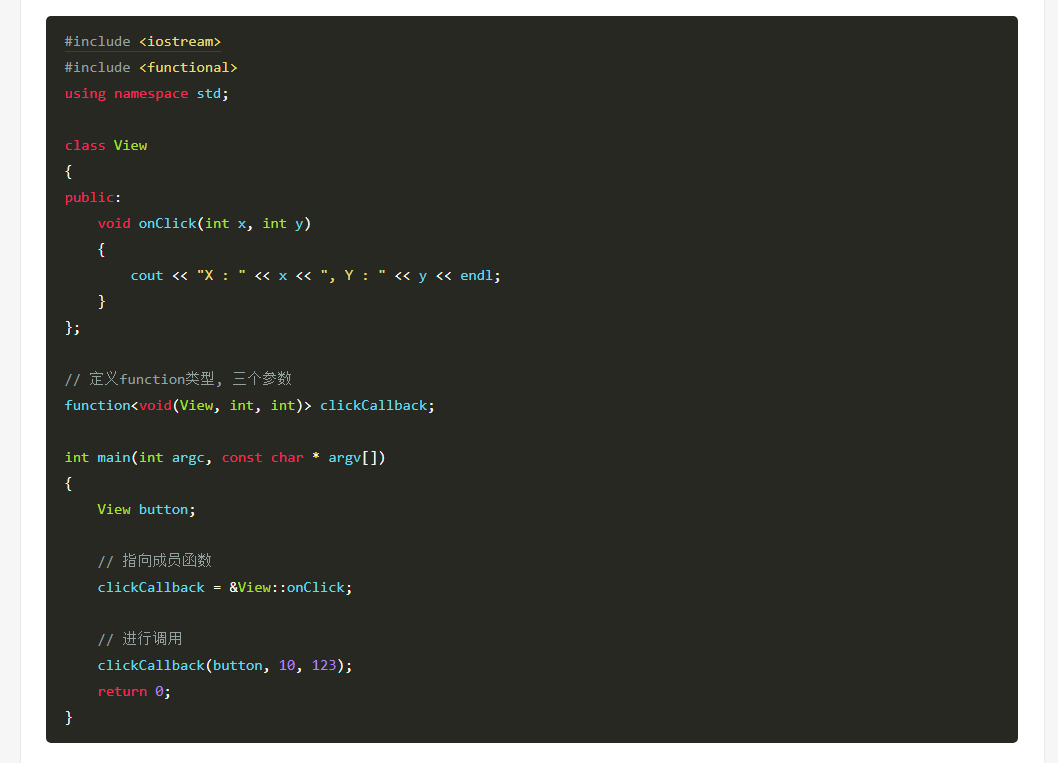 #include <iostream>
#include <functional>
using namespace std;
class View
{
public:
    void onClick(int x, int y)
    {
        cout << "X : " << x << ", Y : " << y << endl;
    }
};
// 定义function类型, 三个参数
function<void(View, int, int)> clickCallback;
int main(int argc, const char * argv[])
{
    View button;
    // 指向成员函数
    clickCallback = &View::onClick;
    // 进行调用
    clickCallback(button, 10, 123);
    return 0;
}